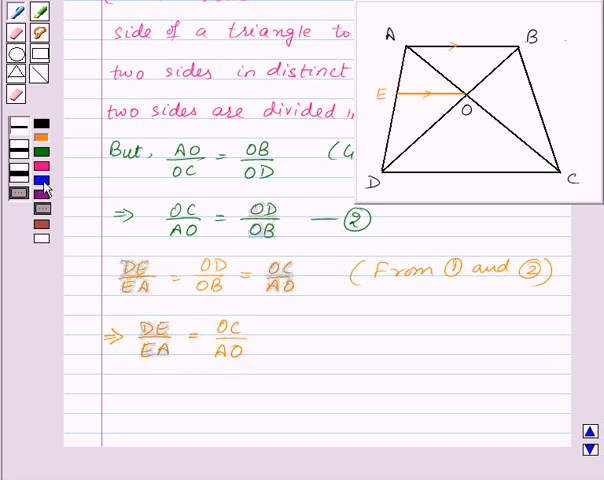 side of a triangle to
two sides in distinct
two sides are divided
But, AO/OC = OB/OD
⇒ OC/AO = OD/OB — ②
DE/EA = OD/OB = OC/AO (From ① and ②)
⇒ DE/EA = OC/AO
A B
E O
D C